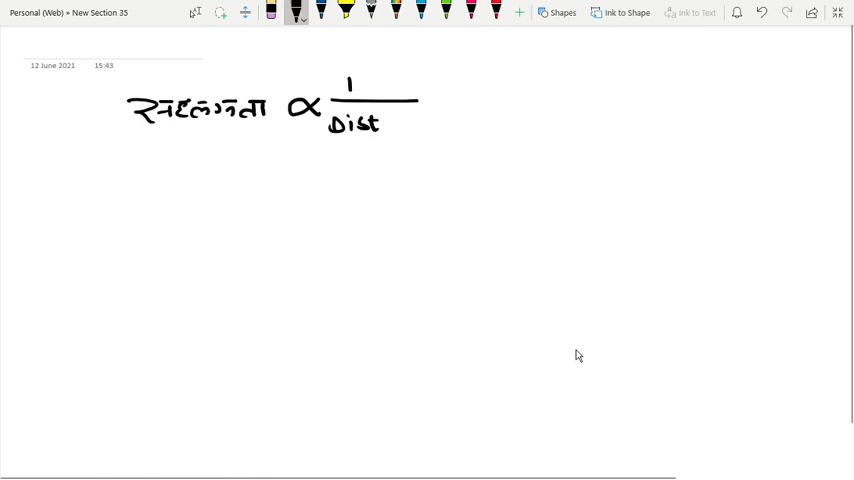 Personal (Web) » New Section 35 Shapes Ink to Shape Ink to Text
12 June 2021 15:43
1
∝
Dist